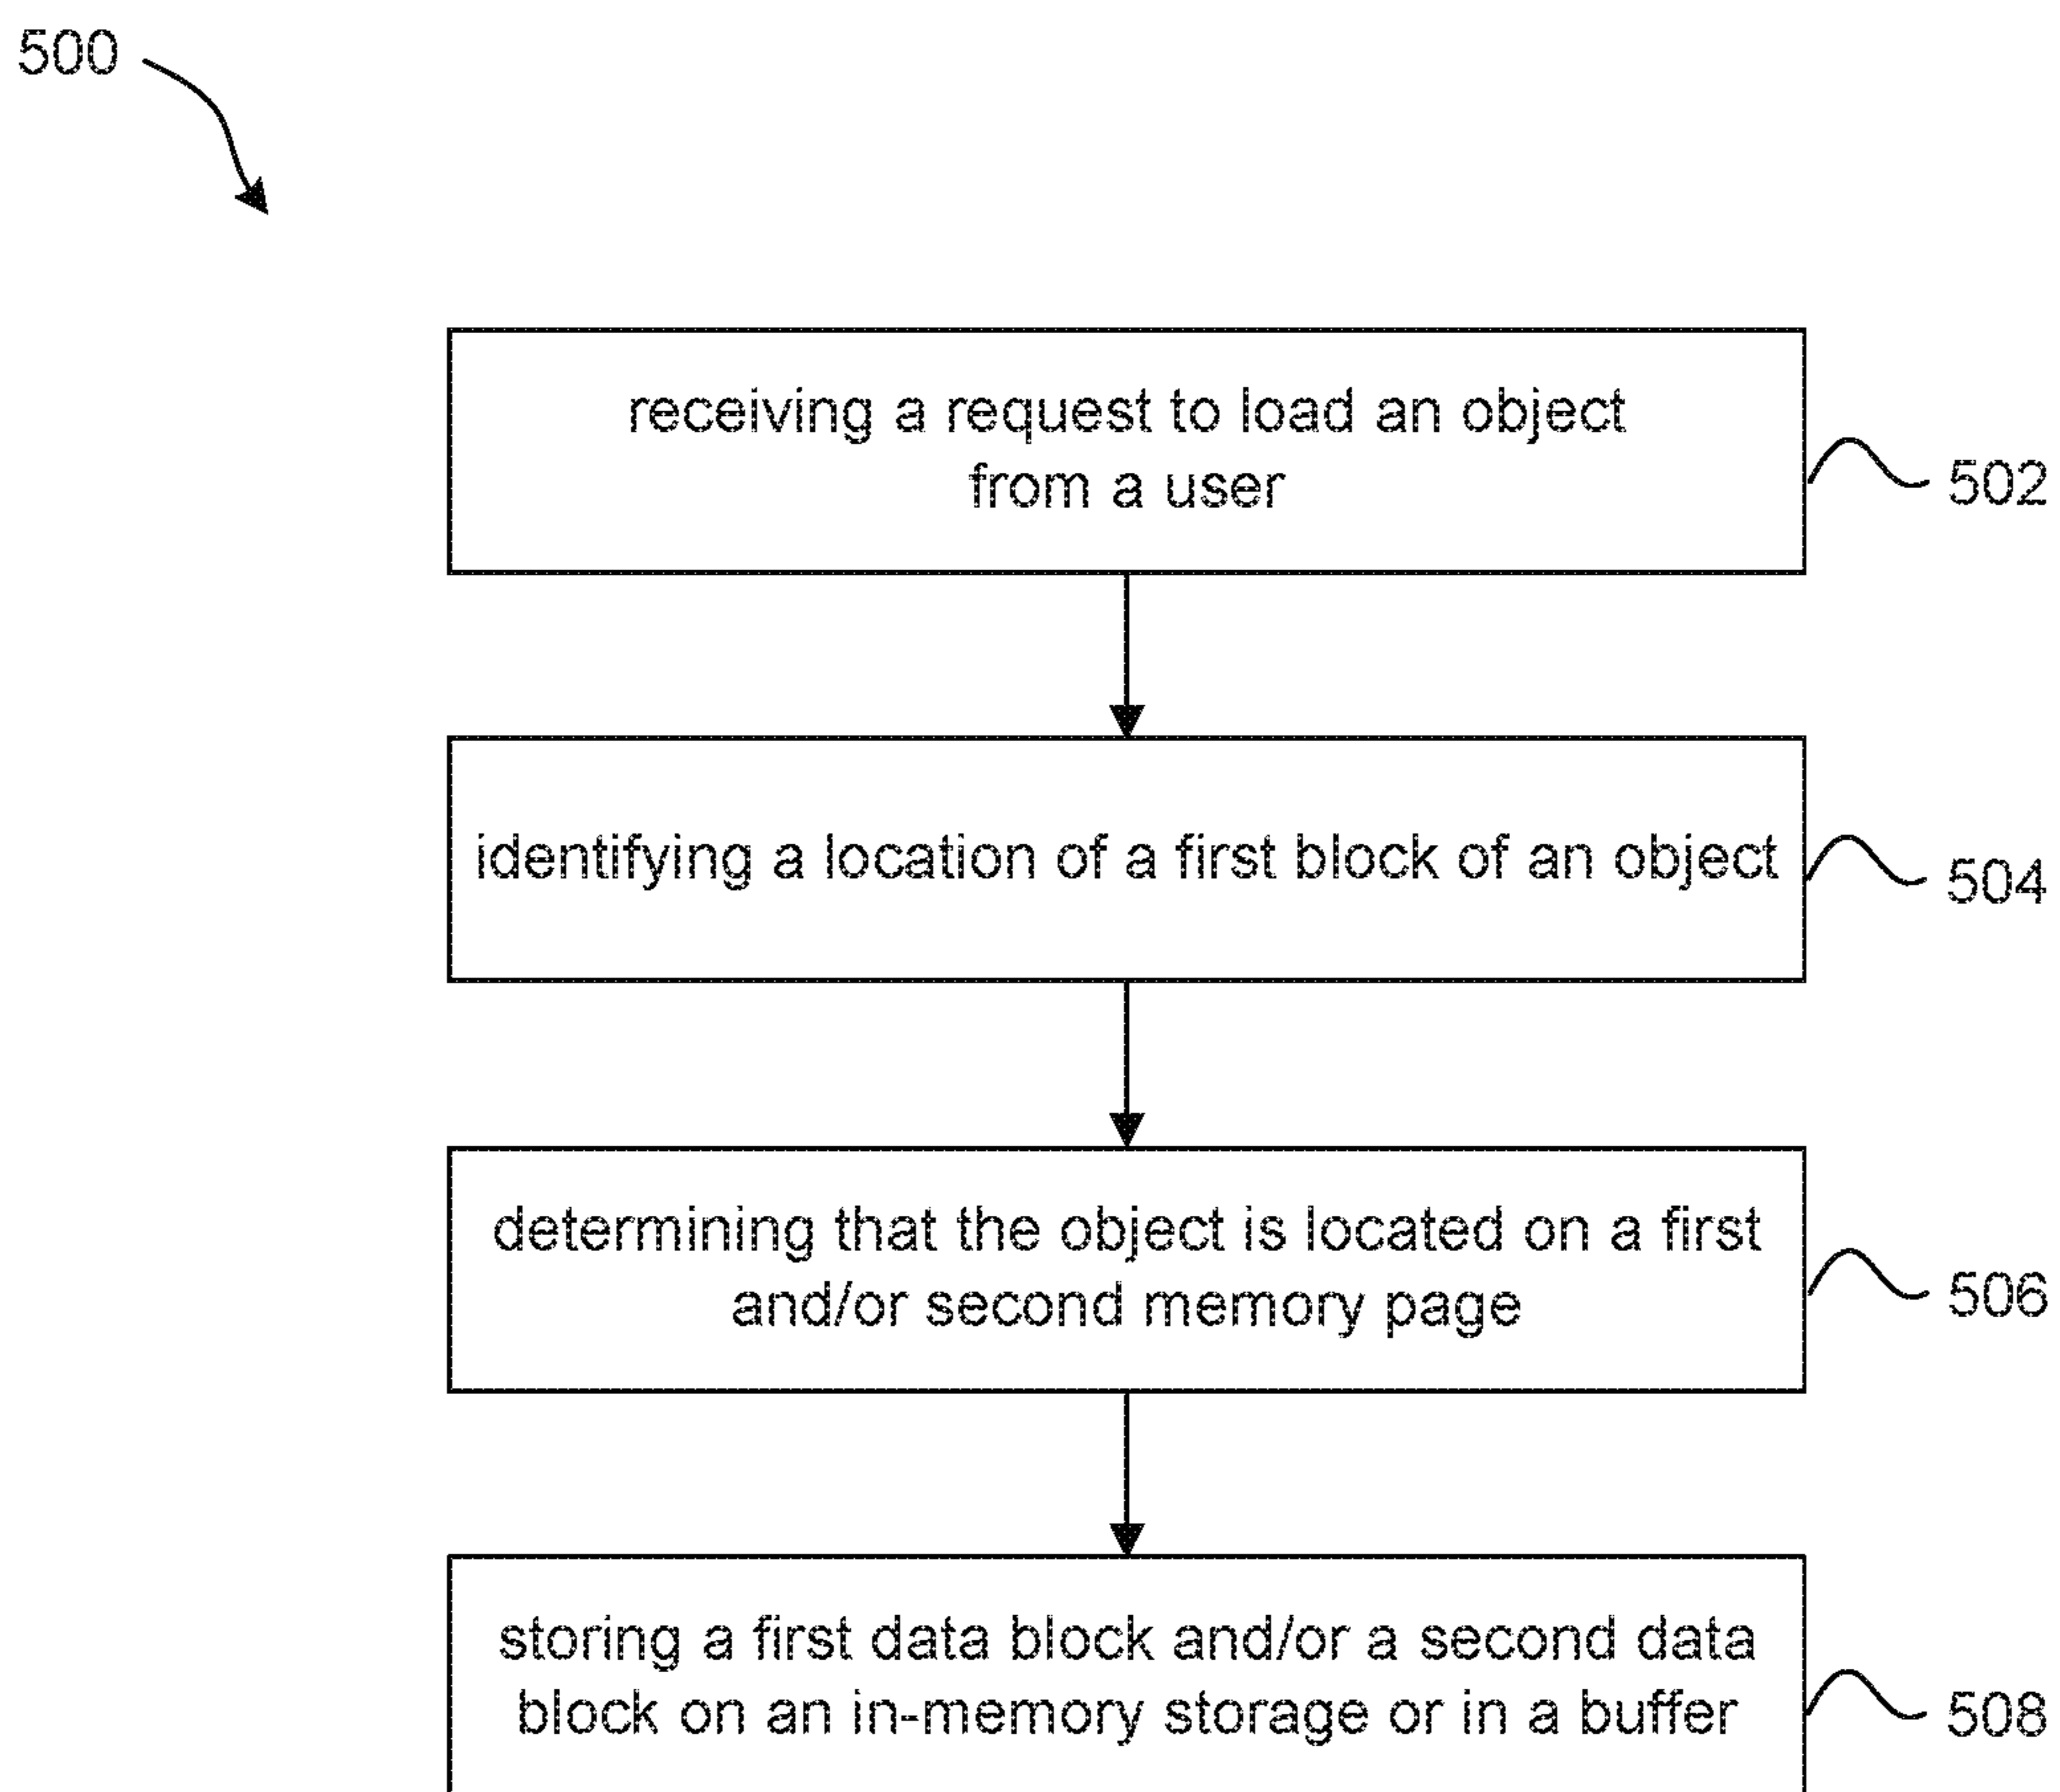 500
receiving a request to load an object
from a user
502
identifying a location of a first block of an object
504
determining that the object is located on a first
and/or second memory page
506
storing a first data block and/or a second data
block on an in-memory storage or in a buffer
508